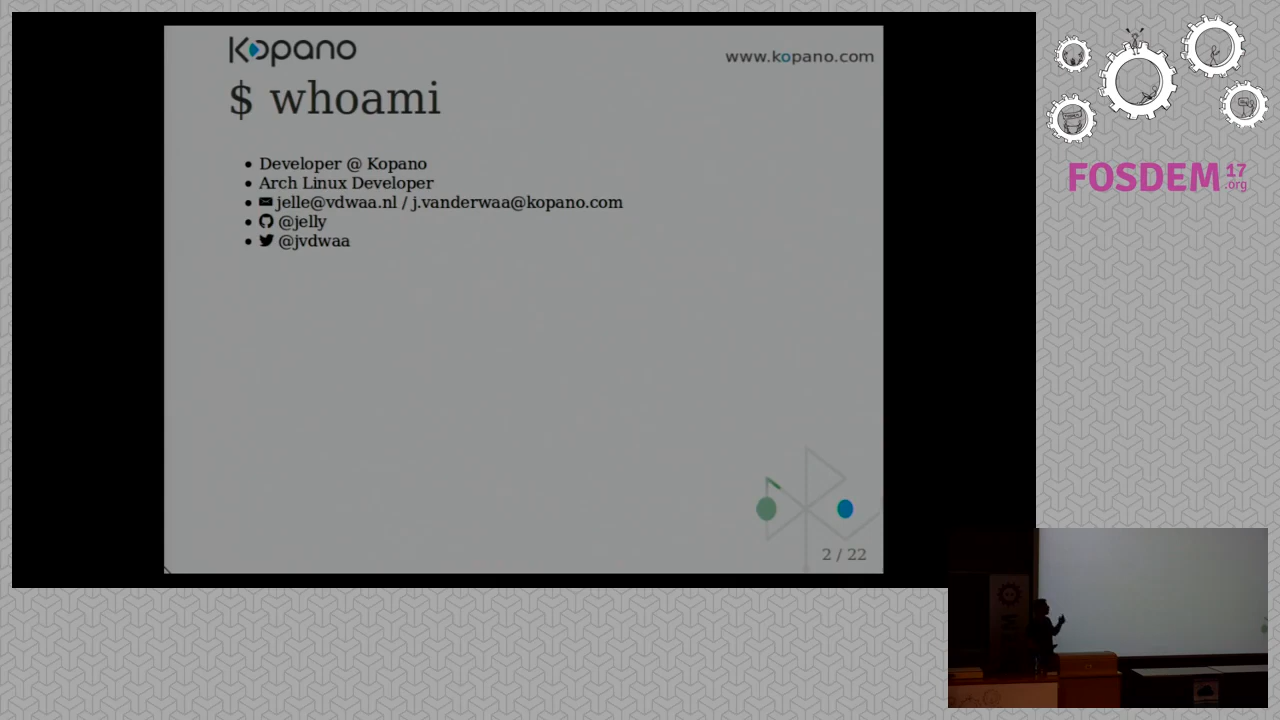 Kopano
www.kopano.com
$ whoami
Developer @ Kopano
Arch Linux Developer
jelle@vdwaa.nl / j.vanderwaa@kopano.com
@jelly
@jvdwaa
2 / 22
FOSDEM 17
.org